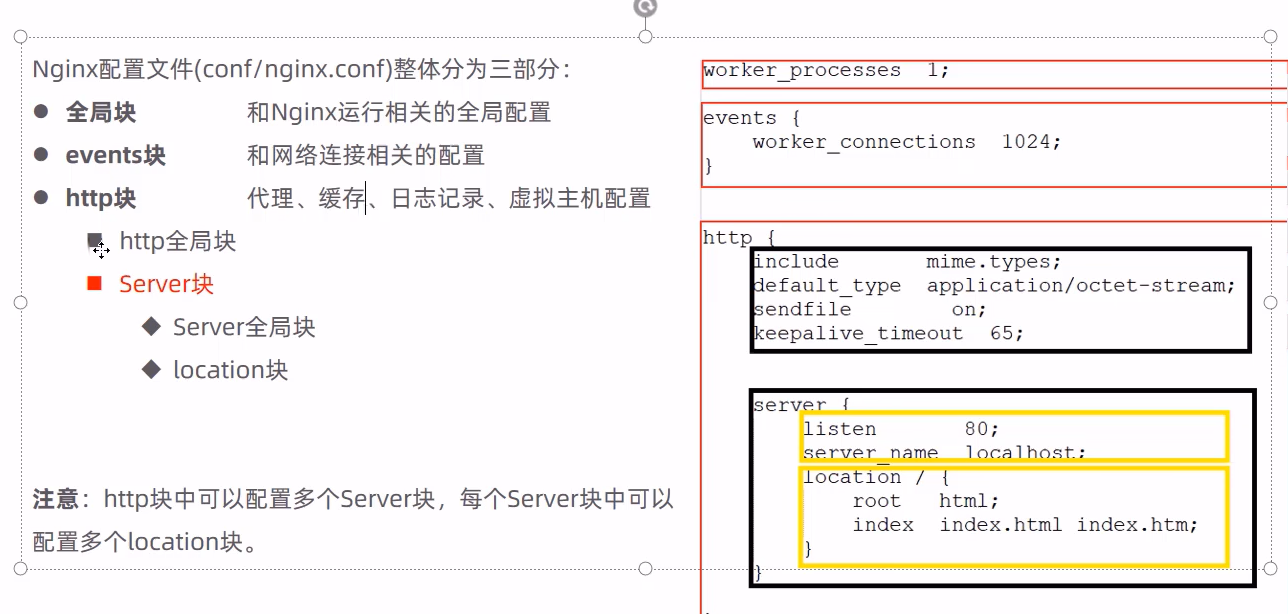 Nginx配置文件(conf/nginx.conf)整体分为三部分：
全局块 和Nginx运行相关的全局配置
events块 和网络连接相关的配置
http块 代理、缓存、日志记录、虚拟主机配置
http全局块
Server块
Server全局块
location块
注意：http块中可以配置多个Server块，每个Server块中可以
配置多个location块。
worker_processes  1;
events {
    worker_connections  1024;
}
http {
    include       mime.types;
    default_type  application/octet-stream;
    sendfile        on;
    keepalive_timeout  65;
    server {
        listen       80;
        server_name  localhost;
        location / {
            root   html;
            index  index.html index.htm;
        }
    }